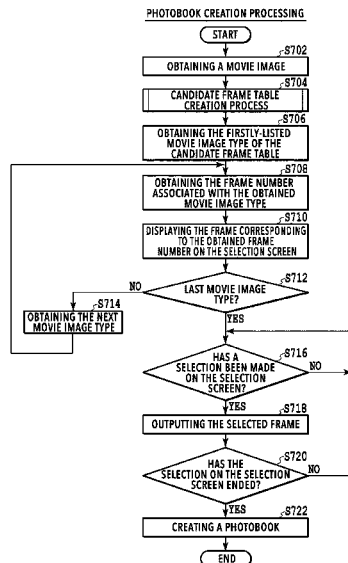 PHOTOBOOK CREATION PROCESSING
START
S702
OBTAINING A MOVIE IMAGE
S704
CANDIDATE FRAME TABLE
CREATION PROCESS
S706
OBTAINING THE FIRSTLY-LISTED
MOVIE IMAGE TYPE OF THE
CANDIDATE FRAME TABLE
S708
OBTAINING THE FRAME NUMBER
ASSOCIATED WITH THE OBTAINED
MOVIE IMAGE TYPE
S710
DISPLAYING THE FRAME CORRESPONDING
TO THE OBTAINED FRAME
NUMBER ON THE SELECTION SCREEN
S712
LAST MOVIE IMAGE
TYPE?
NO
S714
OBTAINING THE NEXT
MOVIE IMAGE TYPE
YES
S716
HAS A
SELECTION BEEN MADE
ON THE SELECTION
SCREEN?
NO
YES
S718
OUTPUTTING THE SELECTED FRAME
S720
HAS THE
SELECTION ON THE SELECTION
SCREEN ENDED?
NO
YES
S722
CREATING A PHOTOBOOK
END